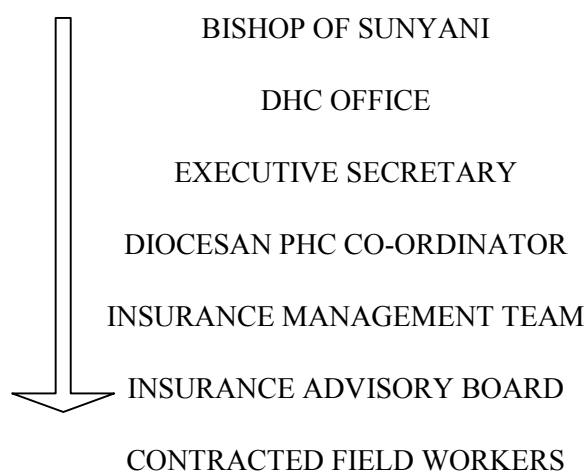 BISHOP OF SUNYANI
DHC OFFICE
EXECUTIVE SECRETARY
DIOCESAN PHC CO-ORDINATOR
INSURANCE MANAGEMENT TEAM
INSURANCE ADVISORY BOARD
CONTRACTED FIELD WORKERS